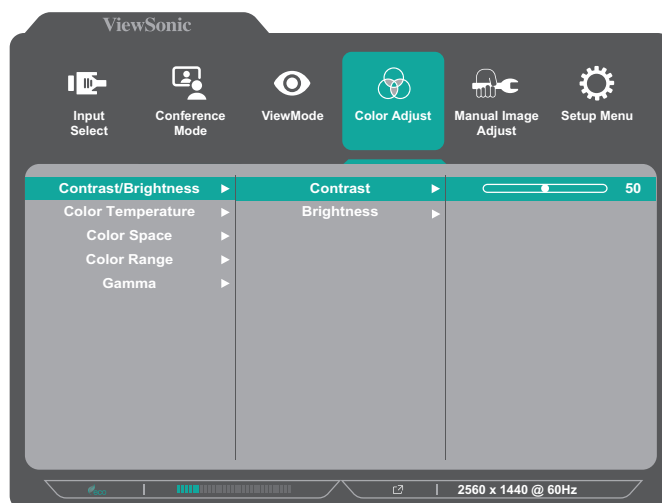 ViewSonic
Input Select
Conference Mode
ViewMode
Color Adjust
Manual Image Adjust
Setup Menu
Contrast/Brightness
Contrast
50
Color Temperature
Brightness
Color Space
Color Range
Gamma
eco
2560 x 1440 @ 60Hz